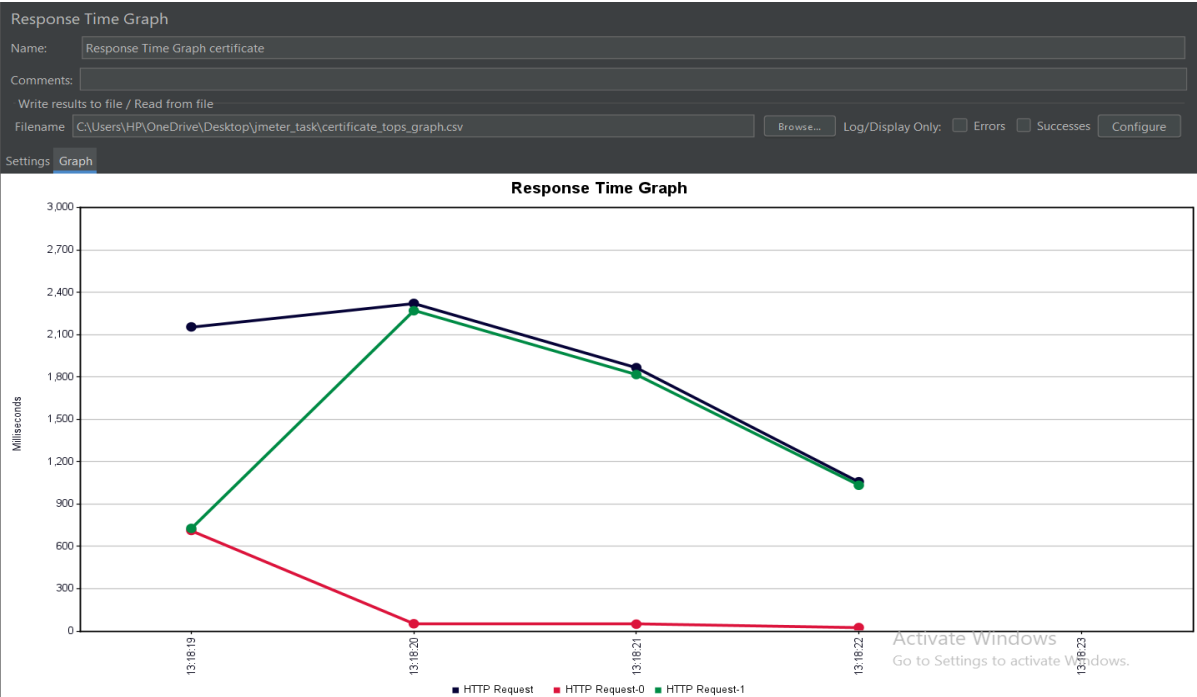 Response Time Graph
Name: Response Time Graph certificate
Comments:
Write results to file / Read from file
Filename C:\Users\HP\OneDrive\Desktop\jmeter_task\certificate_tops_graph.csv Browse... Log/Display Only: Errors Successes Configure
Settings Graph
Response Time Graph
3,000
2,700
2,400
2,100
1,800
1,500
1,200
900
600
300
0
Milliseconds
13:18:19 13:18:20 13:18:21 13:18:22 13:18:23
Activate Windows
Go to Settings to activate Windows.
HTTP Request HTTP Request-0 HTTP Request-1